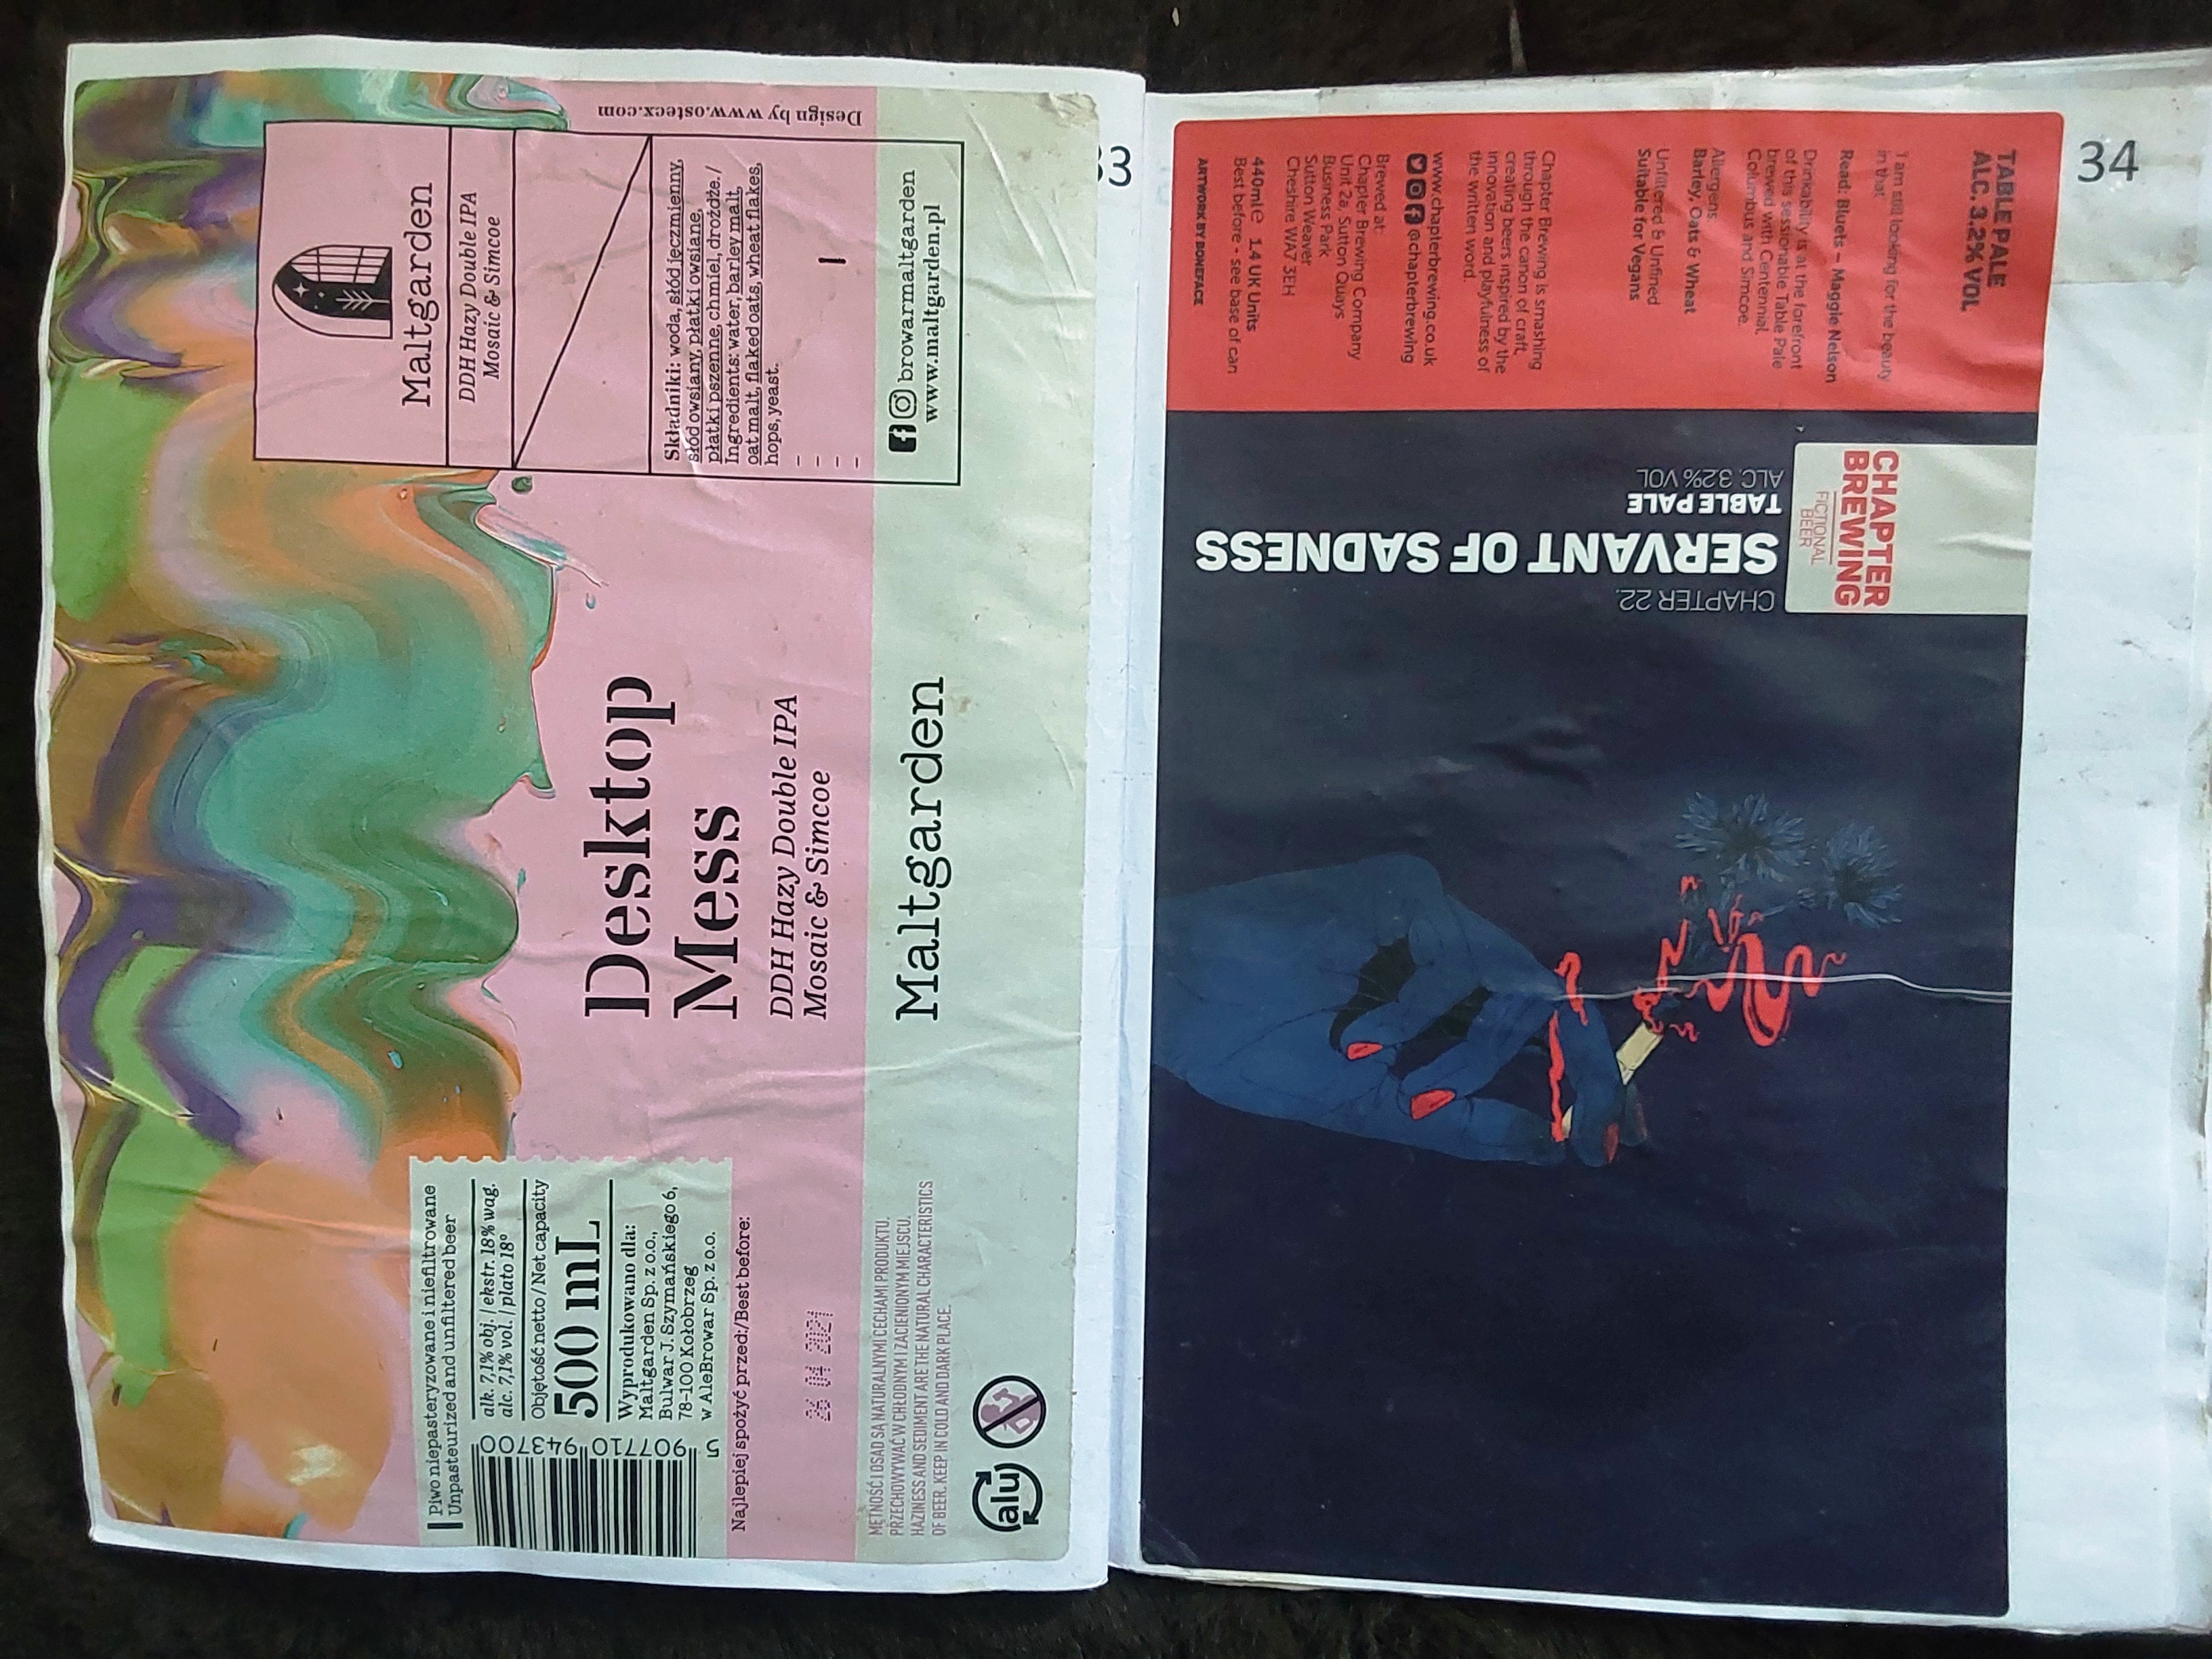 Piwo niepasteryzowane i niefiltrowane
Unpasteurized and unfiltered beer
alk. 7,1% obj. | ekstr. 18% wag.
alc. 7,1% vol. | plato 18°
Objętość netto / Net capacity
500 mL
Wyprodukowano dla:
Maltgarden Sp. z o.o.,
Bulwar J. Szymańskiego 6,
78-100 Kołobrzeg
w AleBrowar Sp. z o.o.
5 907710 943700
Najlepiej spożyć przed:/Best before:
26 04 2021
MĘTNOŚĆ I OSAD SĄ NATURALNYMI CECHAMI PRODUKTU.
PRZECHOWYWAĆ W CHŁODNYM I ZACIENIONYM MIEJSCU.
HAZINESS AND SEDIMENT ARE THE NATURAL CHARACTERISTICS
OF BEER. KEEP IN COLD AND DARK PLACE.
alu
Desktop
Mess
DDH Hazy Double IPA
Mosaic & Simcoe
Maltgarden
Maltgarden
DDH Hazy Double IPA
Mosaic & Simcoe
Składniki: woda, słód jęczmienny,
słód owsiany, płatki owsiane,
płatki pszenne, chmiel, drożdże. /
Ingredients: water, barley malt,
oat malt, flaked oats, wheat flakes,
hops, yeast.
browarmaltgarden
www.maltgarden.pl
Design by www.osteex.com
34
TABLE PALE
ALC. 3.2% VOL
I am still looking for the beauty
in that
Read: Bluets – Maggie Nelson
Drinkability is at the forefront
of this sessionable Table Pale
brewed with Centennial,
Columbus and Simcoe.
Allergens:
Barley, Oats & Wheat
Unfiltered & Unfined
Suitable for Vegans
Chapter Brewing is smashing
through the canon of craft,
creating beers inspired by the
innovation and playfulness of
the written word.
www.chapterbrewing.co.uk
@chapterbrewing
Brewed at:
Chapter Brewing Company
Unit 2a, Sutton Quays
Business Park
Sutton Weaver
Cheshire WA7 3EH
440ml e 1.4 UK Units
Best before - see base of can
ARTWORK BY BONEFACE
CHAPTER
BREWING
FICTIONAL
BEER
CHAPTER 22.
SERVANT OF SADNESS
TABLE PALE
ALC. 3.2% VOL